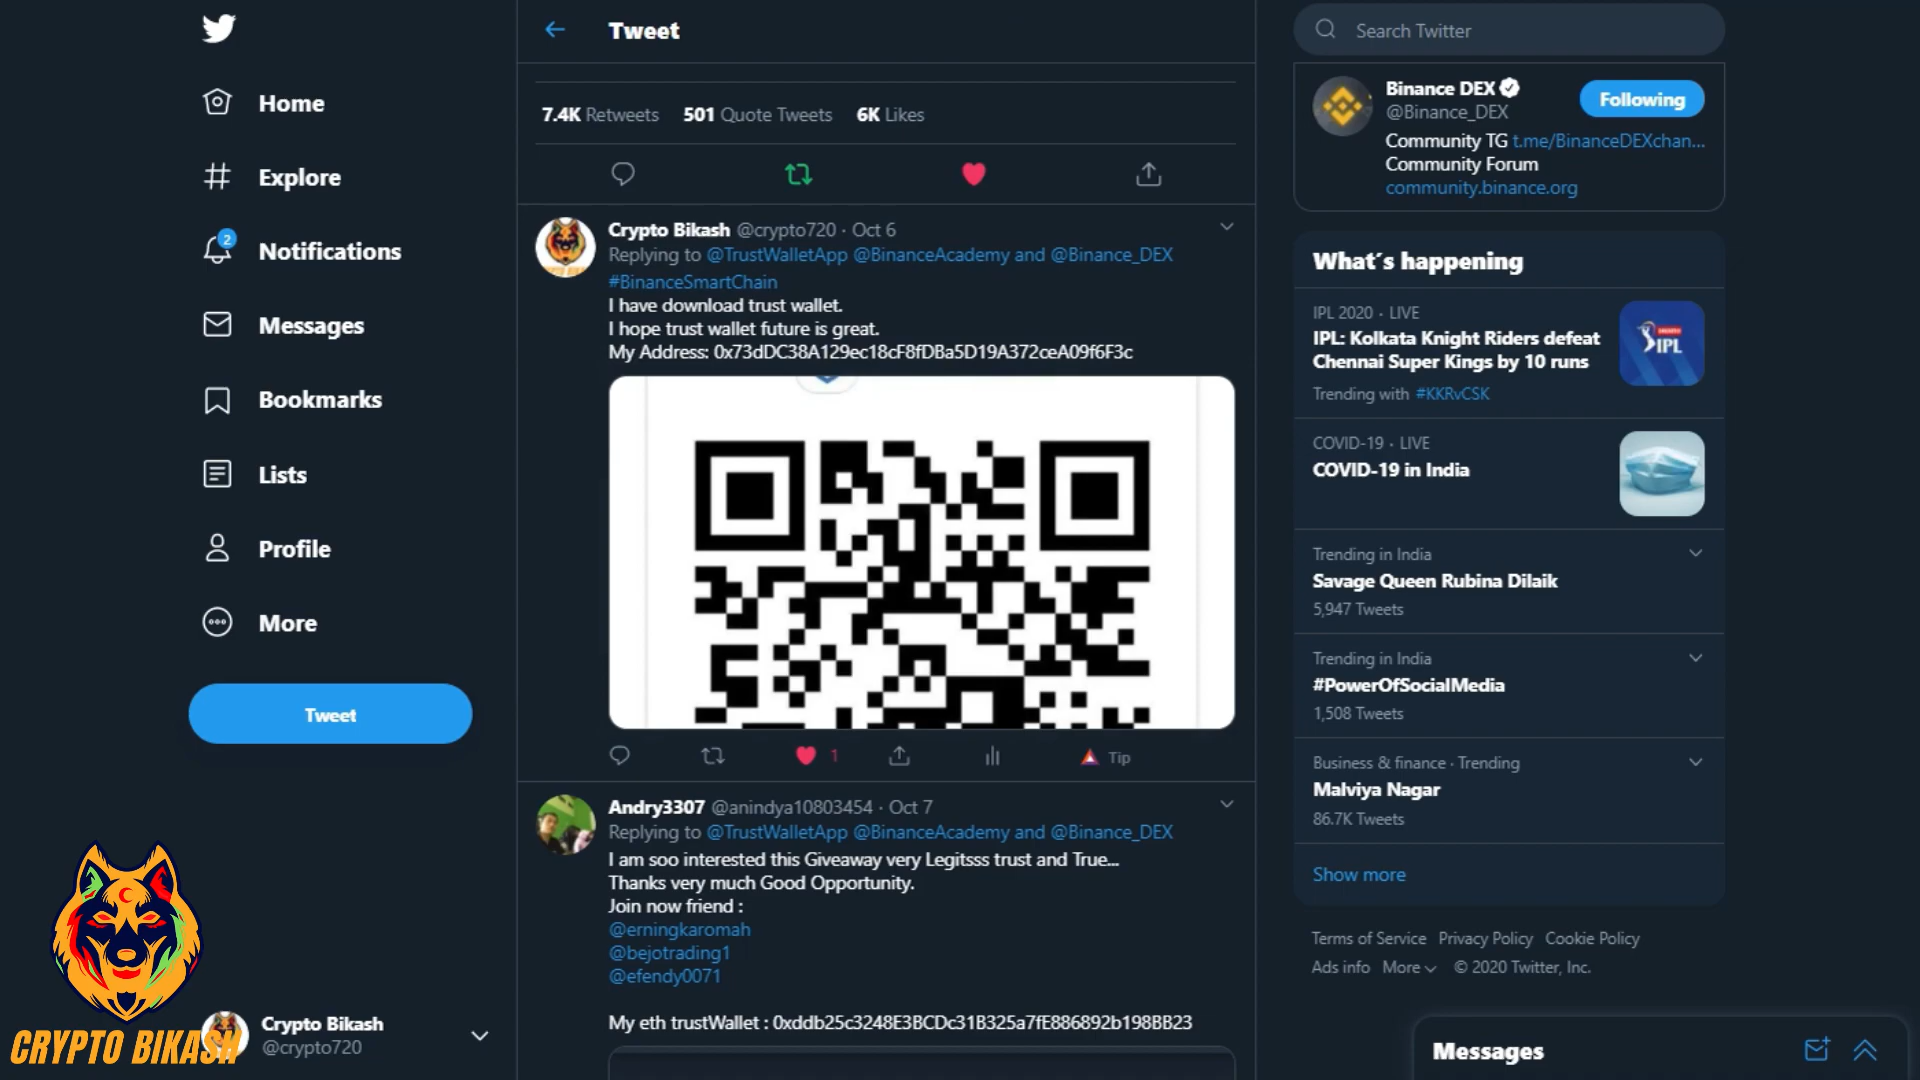 Home
Explore
2
Notifications
Messages
Bookmarks
Lists
Profile
More
Tweet
CRYPTO BIKASH
Crypto Bikash
@crypto720
Tweet
7.4K Retweets 501 Quote Tweets 6K Likes
Crypto Bikash @crypto720 · Oct 6
Replying to @TrustWalletApp @BinanceAcademy and @Binance_DEX
#BinanceSmartChain
I have download trust wallet.
I hope trust wallet future is great.
My Address: 0x73dDC38A129ec18cF8fDBa5D19A372ceA09f6F3c
1
Tip
Andry3307 @anindya10803454 · Oct 7
Replying to @TrustWalletApp @BinanceAcademy and @Binance_DEX
I am soo interested this Giveaway very Legitsss trust and True...
Thanks very much Good Opportunity.
Join now friend :
@erningkaromah
@bejotrading1
@efendy0071
My eth trustWallet : 0xddb25c3248E3BCDc31B325a7fE886892b198BB23
Search Twitter
Binance DEX
@Binance_DEX
Following
Community TG t.me/BinanceDEXchan...
Community Forum
community.binance.org
What's happening
IPL 2020 · LIVE
IPL: Kolkata Knight Riders defeat
Chennai Super Kings by 10 runs
Trending with #KKRvCSK
IPL
COVID-19 · LIVE
COVID-19 in India
Trending in India
Savage Queen Rubina Dilaik
5,947 Tweets
Trending in India
#PowerOfSocialMedia
1,508 Tweets
Business & finance · Trending
Malviya Nagar
86.7K Tweets
Show more
Terms of Service Privacy Policy Cookie Policy
Ads info More © 2020 Twitter, Inc.
Messages